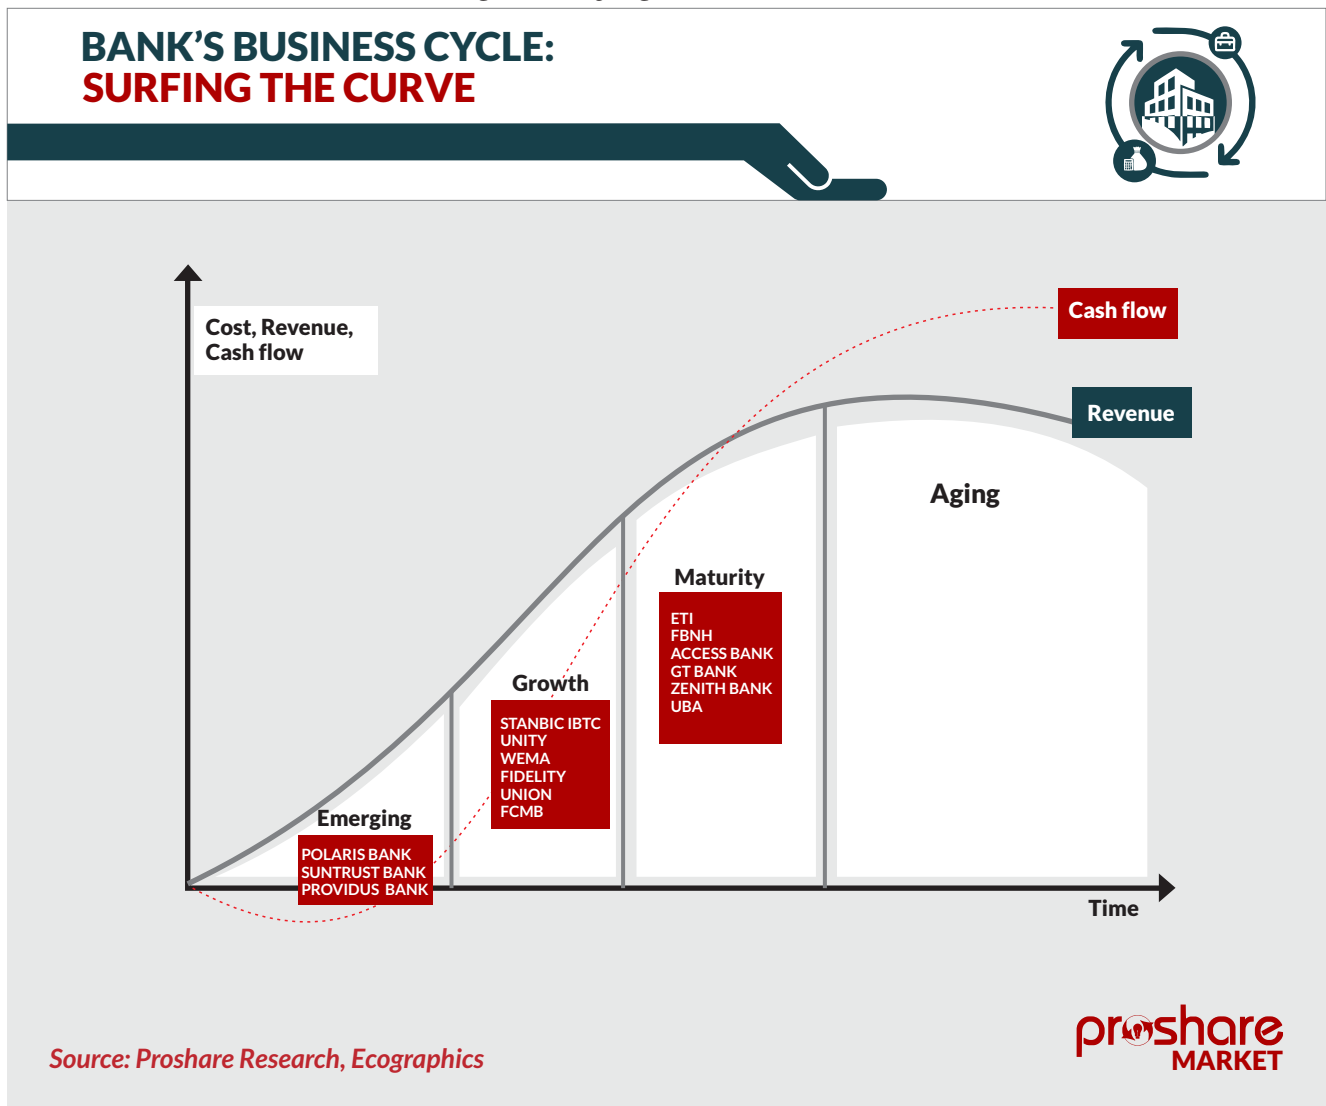 BANK'S BUSINESS CYCLE:
SURFING THE CURVE
Cost, Revenue,
Cash flow
Cash flow
Revenue
Aging
Maturity
ETI
FBNH
ACCESS BANK
GT BANK
ZENITH BANK
UBA
Growth
STANBIC IBTC
UNITY
WEMA
FIDELITY
UNION
FCMB
Emerging
POLARIS BANK
SUNTRUST BANK
PROVIDUS BANK
Time
Source: Proshare Research, Ecographics
proshare
MARKET